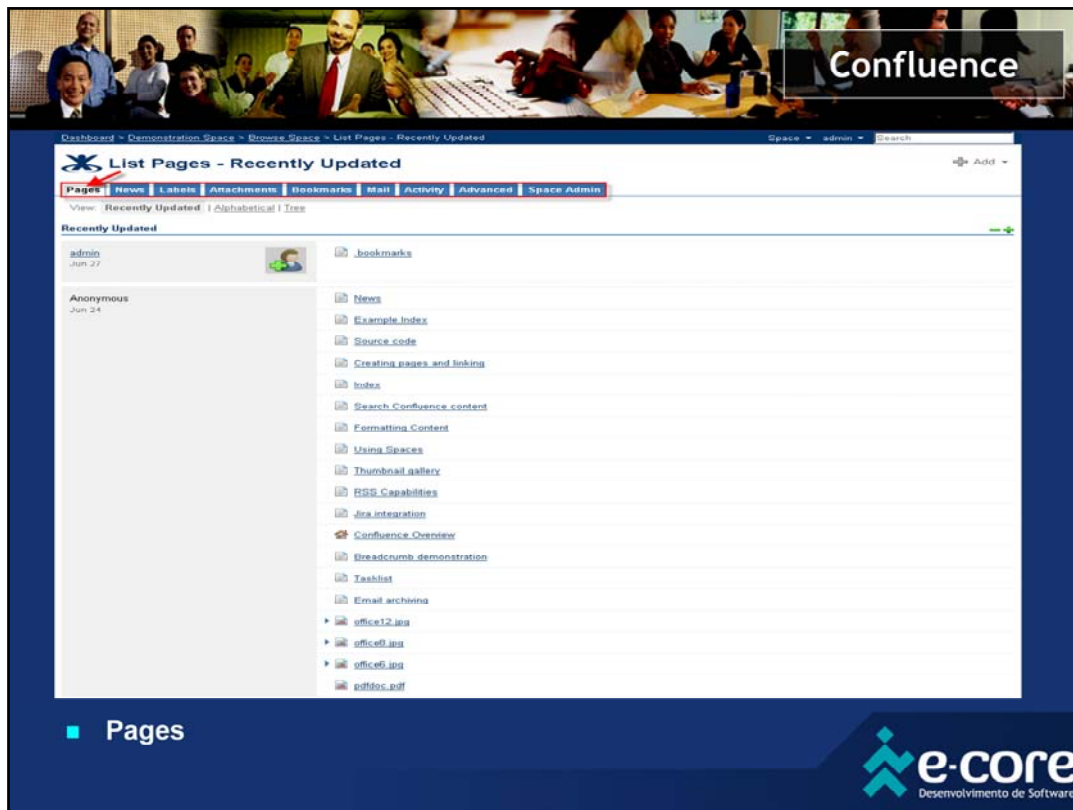 Confluence
Dashboard > Demonstration Space > Browse Space > List Pages - Recently Updated Space admin Search
List Pages - Recently Updated Add
Pages News Labels Attachments Bookmarks Mail Activity Advanced Space Admin
View: Recently Updated | Alphabetical | Tree
Recently Updated
admin .bookmarks
Jun 27
Anonymous News
Jun 24
Example Index
Source code
Creating pages and linking
Index
Search Confluence content
Formatting Content
Using Spaces
Thumbnail gallery
RSS Capabilities
Jira integration
Confluence Overview
Breadcrumb demonstration
Tasklist
Email archiving
office12.jpg
office8.jpg
office6.jpg
pdfdoc.pdf
Pages
e-core
Desenvolvimento de Software